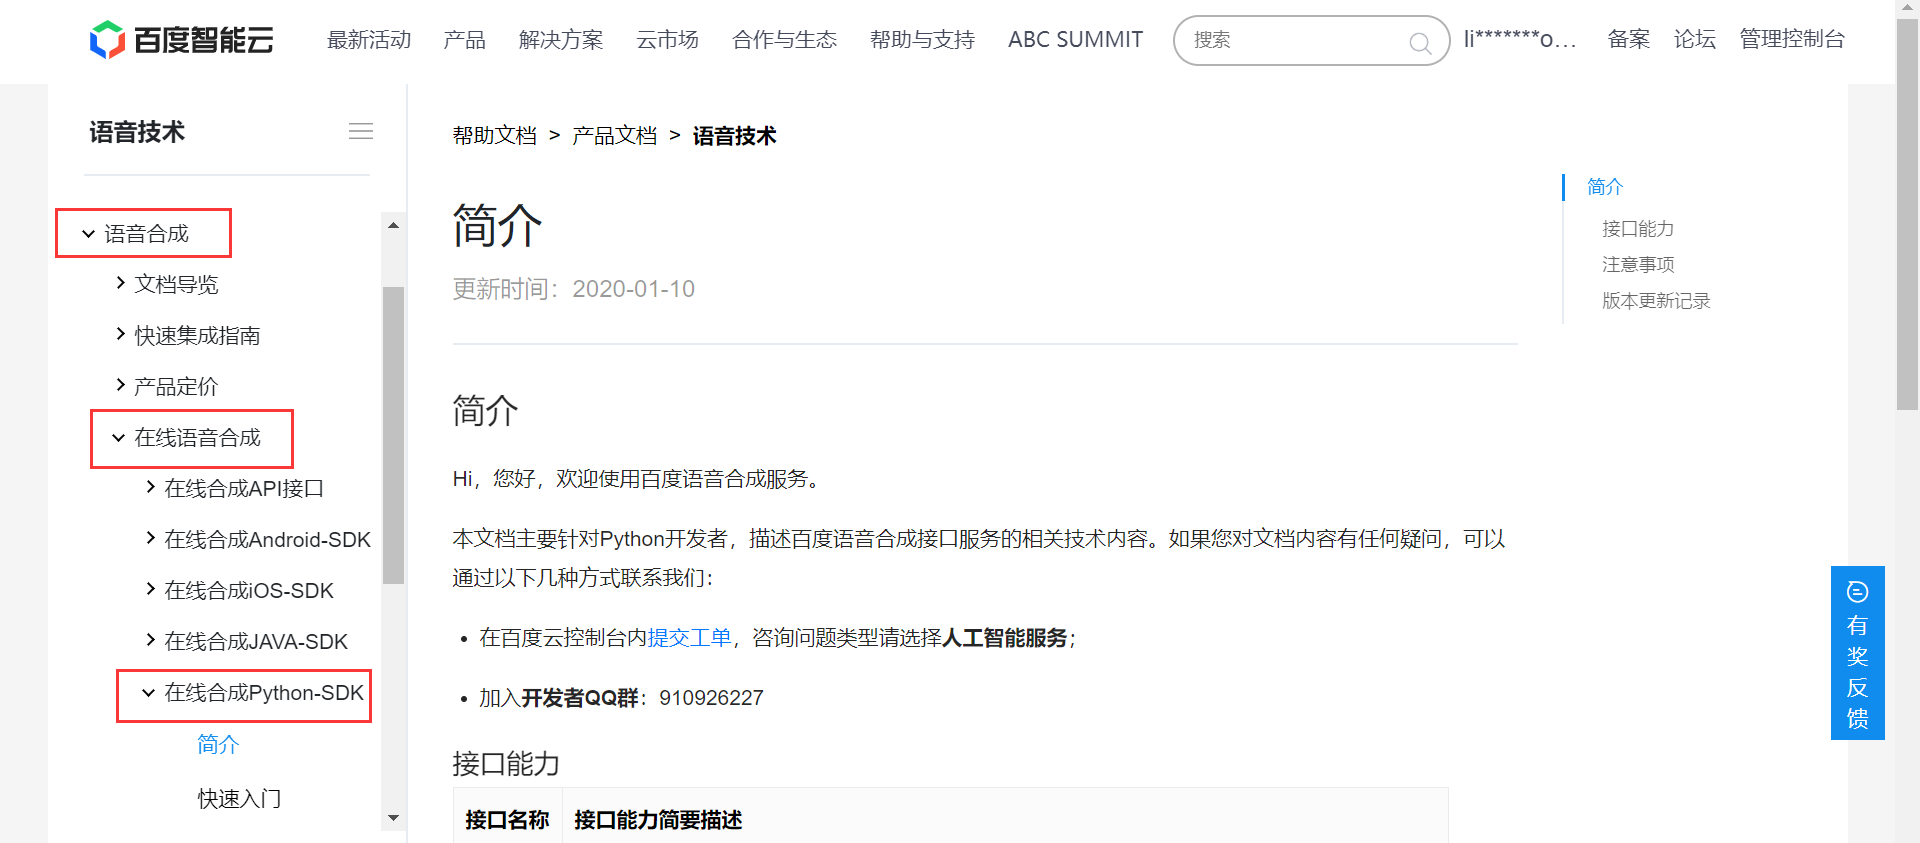 百度智能云 最新活动 产品 解决方案 云市场 合作与生态 帮助与支持 ABC SUMMIT 搜索 li*******o... 备案 论坛 管理控制台
语音技术
语音合成
文档导览
快速集成指南
产品定价
在线语音合成
在线合成API接口
在线合成Android-SDK
在线合成iOS-SDK
在线合成JAVA-SDK
在线合成Python-SDK
简介
快速入门
帮助文档 > 产品文档 > 语音技术
简介
更新时间：2020-01-10
简介
Hi，您好，欢迎使用百度语音合成服务。
本文档主要针对Python开发者，描述百度语音合成接口服务的相关技术内容。如果您对文档内容有任何疑问，可以
通过以下几种方式联系我们：
• 在百度云控制台内提交工单，咨询问题类型请选择人工智能服务；
• 加入开发者QQ群：910926227
接口能力
接口名称 接口能力简要描述
简介
接口能力
注意事项
版本更新记录
有
奖
反
馈